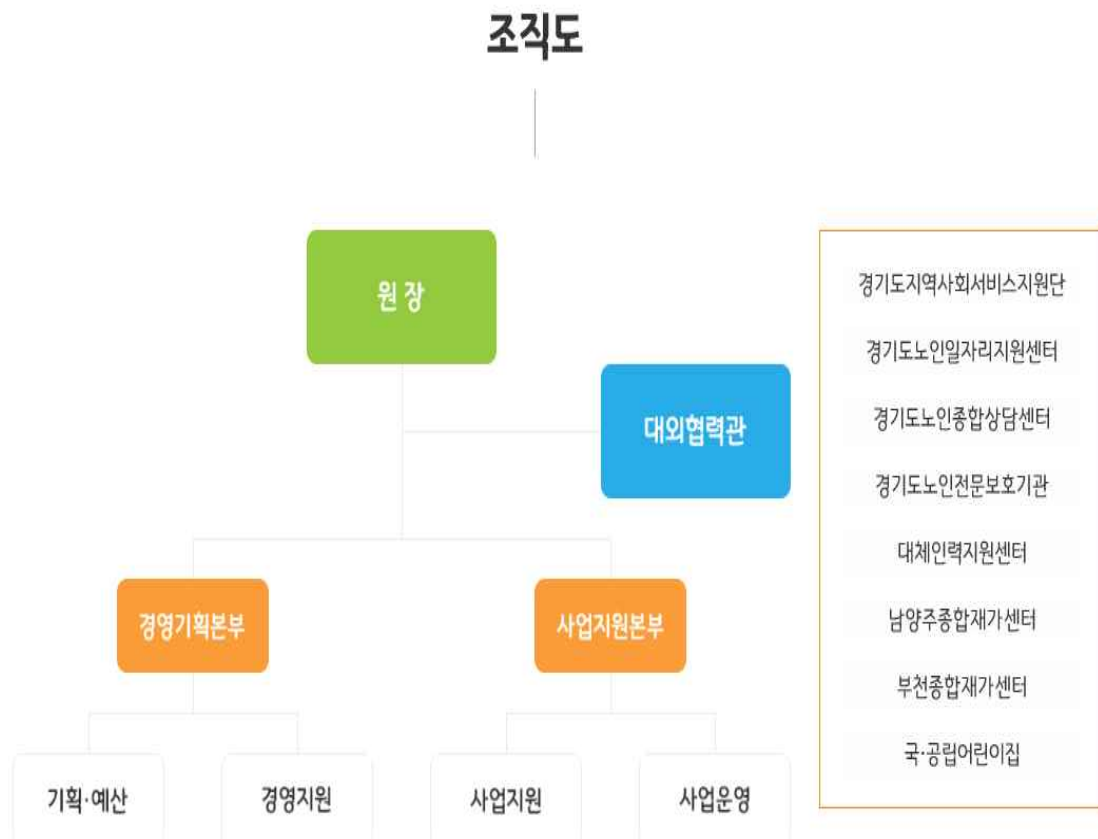 조직도
원 장
대외협력관
경영기획본부
사업지원본부
기획·예산
경영지원
사업지원
사업운영
경기도지역사회서비스지원단
경기도노인일자리지원센터
경기도노인종합상담센터
경기도노인전문보호기관
대체인력지원센터
남양주종합재가센터
부천종합재가센터
국·공립어린이집